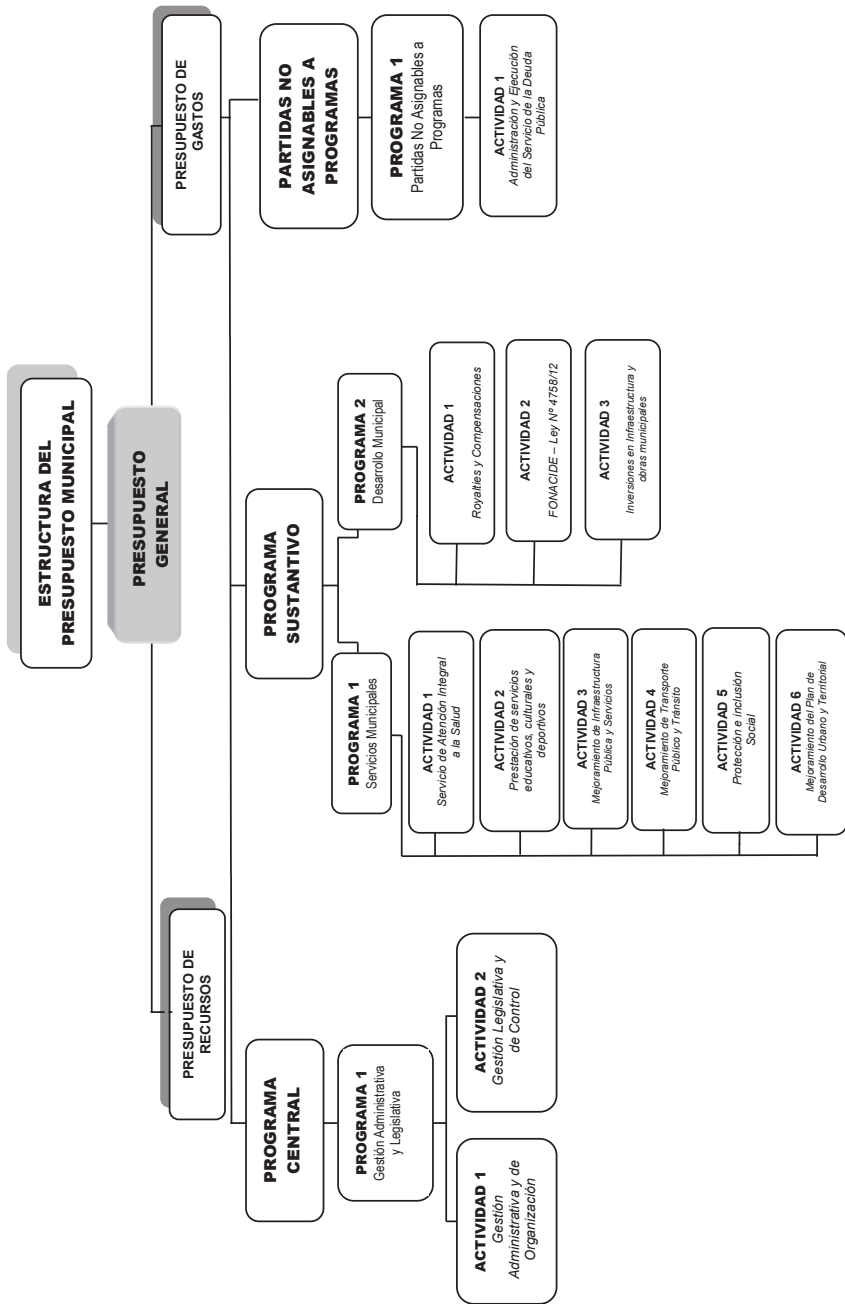 ESTRUCTURA DEL
PRESUPUESTO MUNICIPAL
PRESUPUESTO
GENERAL
PRESUPUESTO DE
RECURSOS
PRESUPUESTO DE
GASTOS
PROGRAMA
CENTRAL
PROGRAMA 1
Gestión Administrativa
y Legislativa
ACTIVIDAD 1
Gestión
Administrativa y de
Organización
ACTIVIDAD 2
Gestión Legislativa y
de Control
PROGRAMA
SUSTANTIVO
PROGRAMA 1
Servicios Municipales
ACTIVIDAD 1
Servicio de Atención Integral
a la Salud
ACTIVIDAD 2
Prestación de servicios
educativos, culturales y
deportivos
ACTIVIDAD 3
Mejoramiento de Infraestructura
Pública y Servicios
ACTIVIDAD 4
Mejoramiento de Transporte
Público y Tránsito
ACTIVIDAD 5
Protección e inclusión
Social
ACTIVIDAD 6
Mejoramiento del Plan de
Desarrollo Urbano y Territorial
PROGRAMA 2
Desarrollo Municipal
ACTIVIDAD 1
Royalties y Compensaciones
ACTIVIDAD 2
FONACIDE – Ley Nº 4758/12
ACTIVIDAD 3
Inversiones en Infraestructura y
obras municipales
PARTIDAS NO
ASIGNABLES A
PROGRAMAS
PROGRAMA 1
Partidas No Asignables a
Programas
ACTIVIDAD 1
Administración y Ejecución
del Servicio de la Deuda
Pública